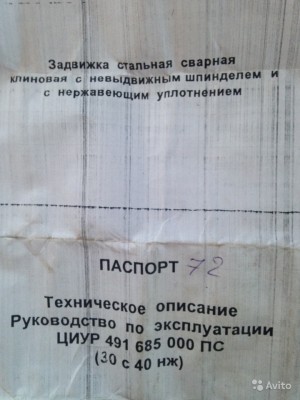 Задвижка стальная сварная
клиновая с невыдвижным шпинделем и
с нержавеющим уплотнением
ПАСПОРТ 72
Техническое описание
Руководство по эксплуатации
ЦИУР 491 685 000 ПС
(30 с 40 нж)
Avito